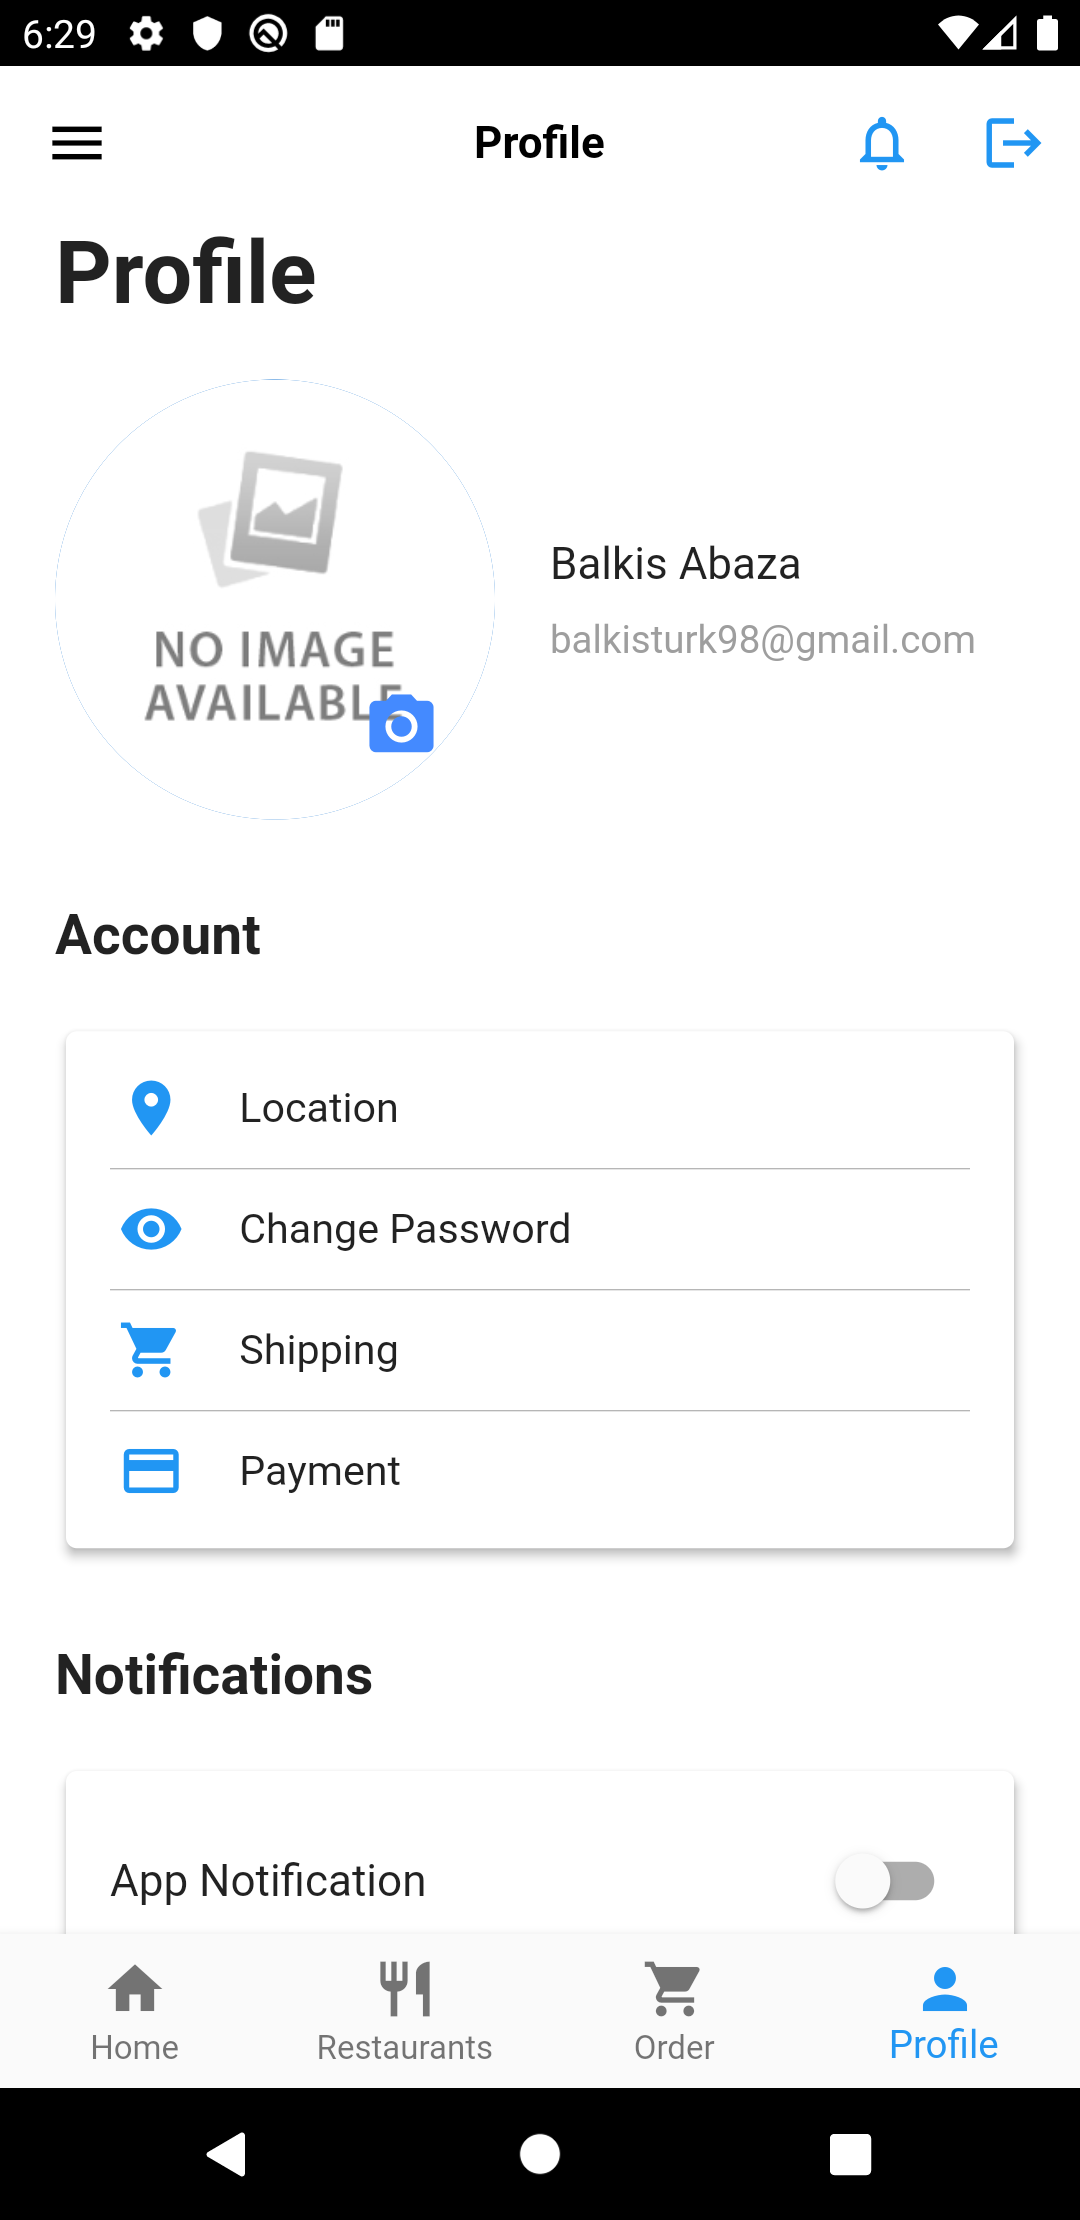 6:29
Profile
Profile
NO IMAGE
AVAILABLE
Balkis Abaza
balkisturk98@gmail.com
Account
Location
Change Password
Shipping
Payment
Notifications
App Notification
Home
Restaurants
Order
Profile